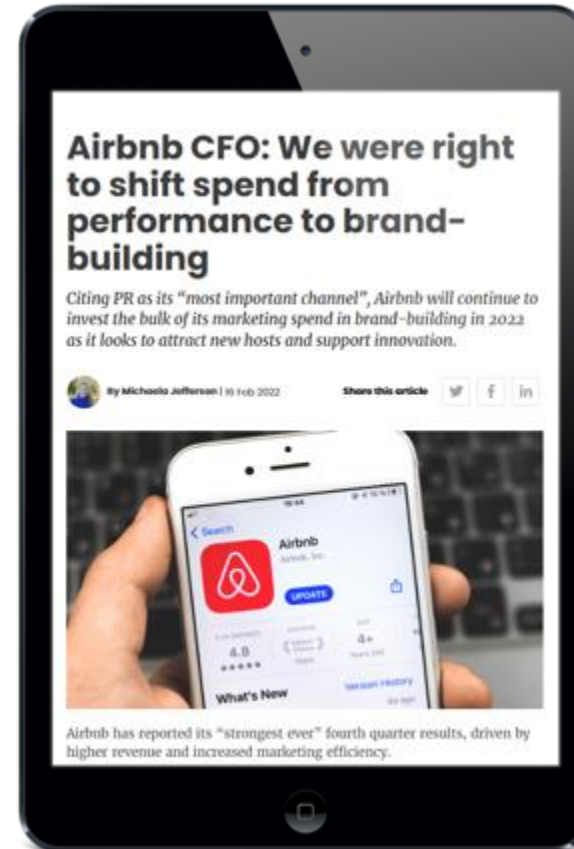 Airbnb CFO: We were right
to shift spend from
performance to brand-
building
Citing PR as its “most important channel”, Airbnb will continue to
invest the bulk of its marketing spend in brand-building in 2022
as it looks to attract new hosts and support innovation.
By Michaela Jefferson | 16 Feb 2022
Share this article
Search
Airbnb
UPDATE
4.8
4+
What's New
Version History
Airbnb has reported its “strongest ever” fourth quarter results, driven by
higher revenue and increased marketing efficiency.